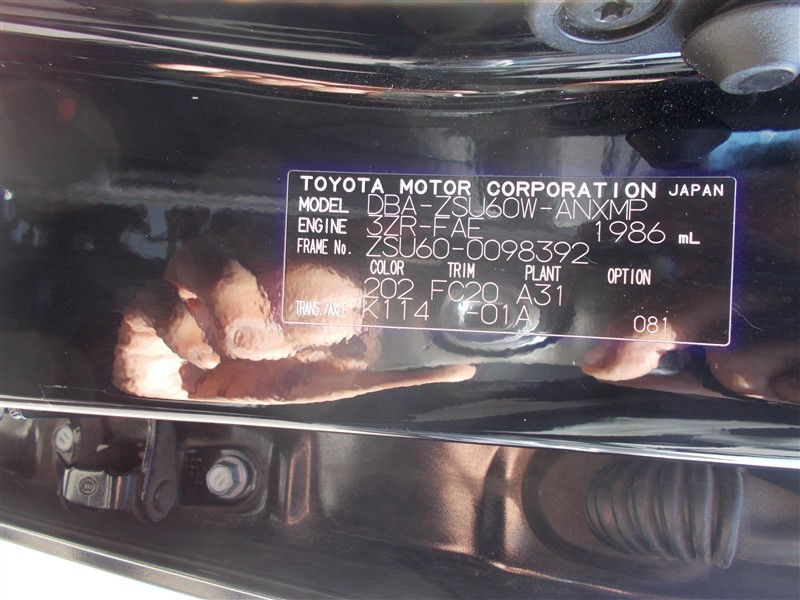 TOYOTA MOTOR CORPORATION JAPAN
MODEL DBA-ZSU60W-ANXMP
ENGINE 3ZR-FAE 1986 mL
FRAME No. ZSU60-0098392
COLOR TRIM PLANT OPTION
202 FC20 A31
TRANS./AXLE K114 -01A 081